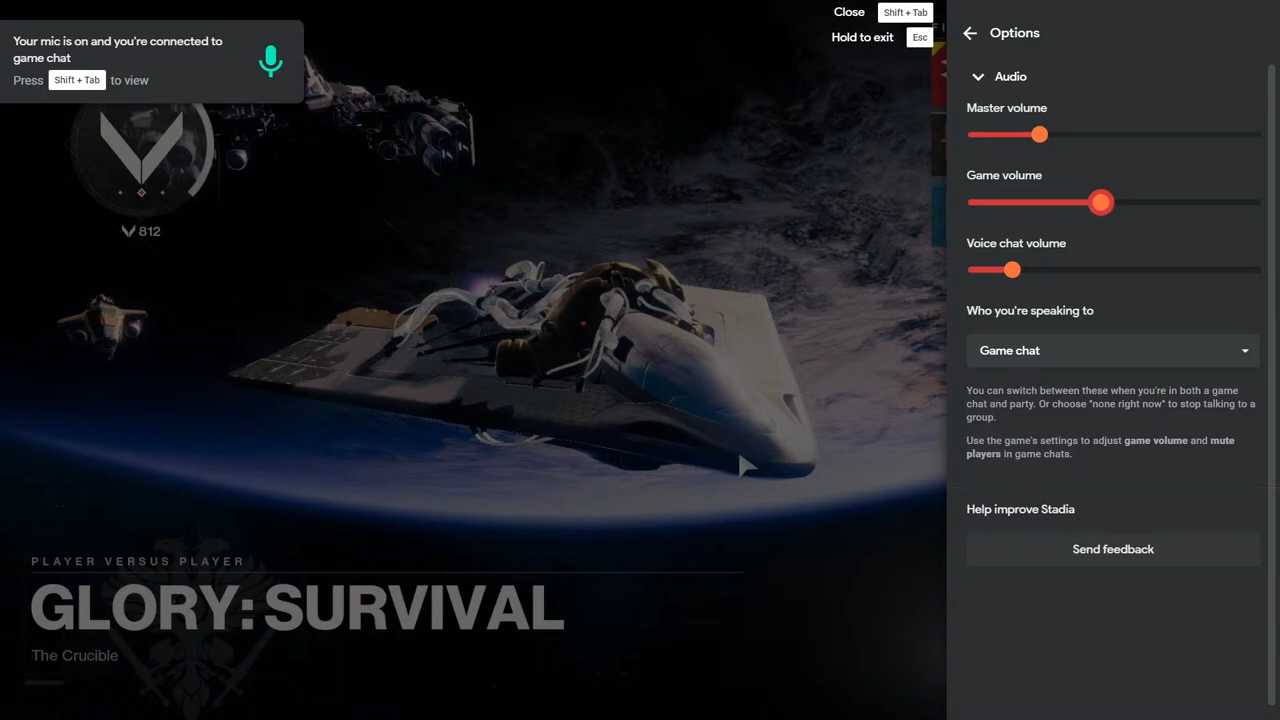 Your mic is on and you're connected to
game chat
Press Shift + Tab to view
Close Shift + Tab
Hold to exit Esc
812
PLAYER VERSUS PLAYER
GLORY: SURVIVAL
The Crucible
Options
Audio
Master volume
Game volume
Voice chat volume
Who you're speaking to
Game chat
You can switch between these when you're in both a game
chat and party. Or choose "none right now" to stop talking to a
group.
Use the game's settings to adjust game volume and mute
players in game chats.
Help improve Stadia
Send feedback